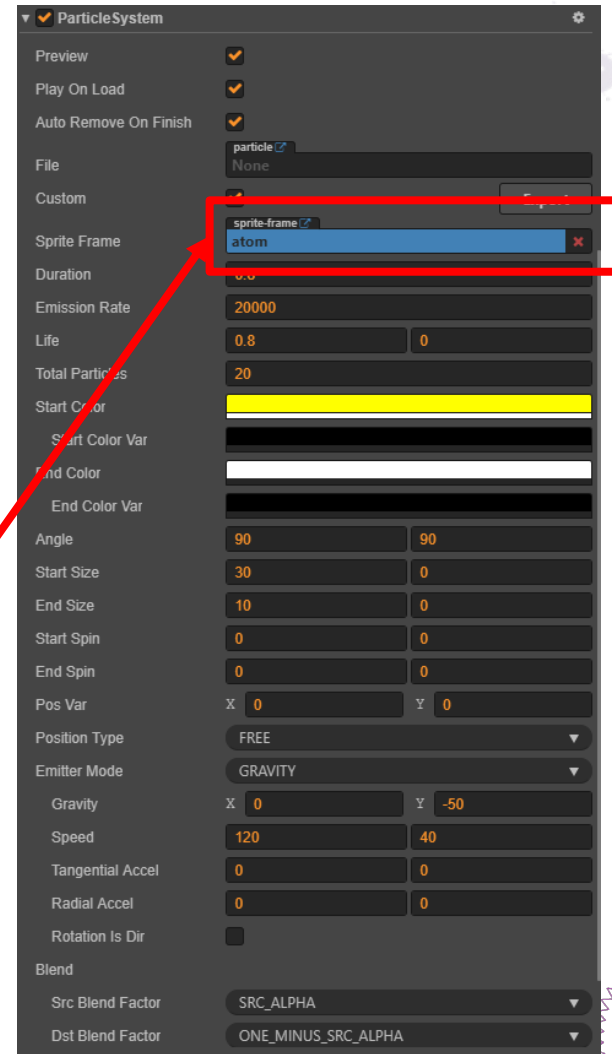 ParticleSystem
Preview
Play On Load
Auto Remove On Finish
particle
File None
Custom
sprite-frame
Sprite Frame atom
Duration
Emission Rate 20000
Life 0.8 0
Total Particles 20
Start Color
Start Color Var
End Color
End Color Var
Angle 90 90
Start Size 30 0
End Size 10 0
Start Spin 0 0
End Spin 0 0
Pos Var X 0 Y 0
Position Type FREE
Emitter Mode GRAVITY
Gravity X 0 Y -50
Speed 120 40
Tangential Accel 0 0
Radial Accel 0 0
Rotation Is Dir
Blend
Src Blend Factor SRC_ALPHA
Dst Blend Factor ONE_MINUS_SRC_ALPHA